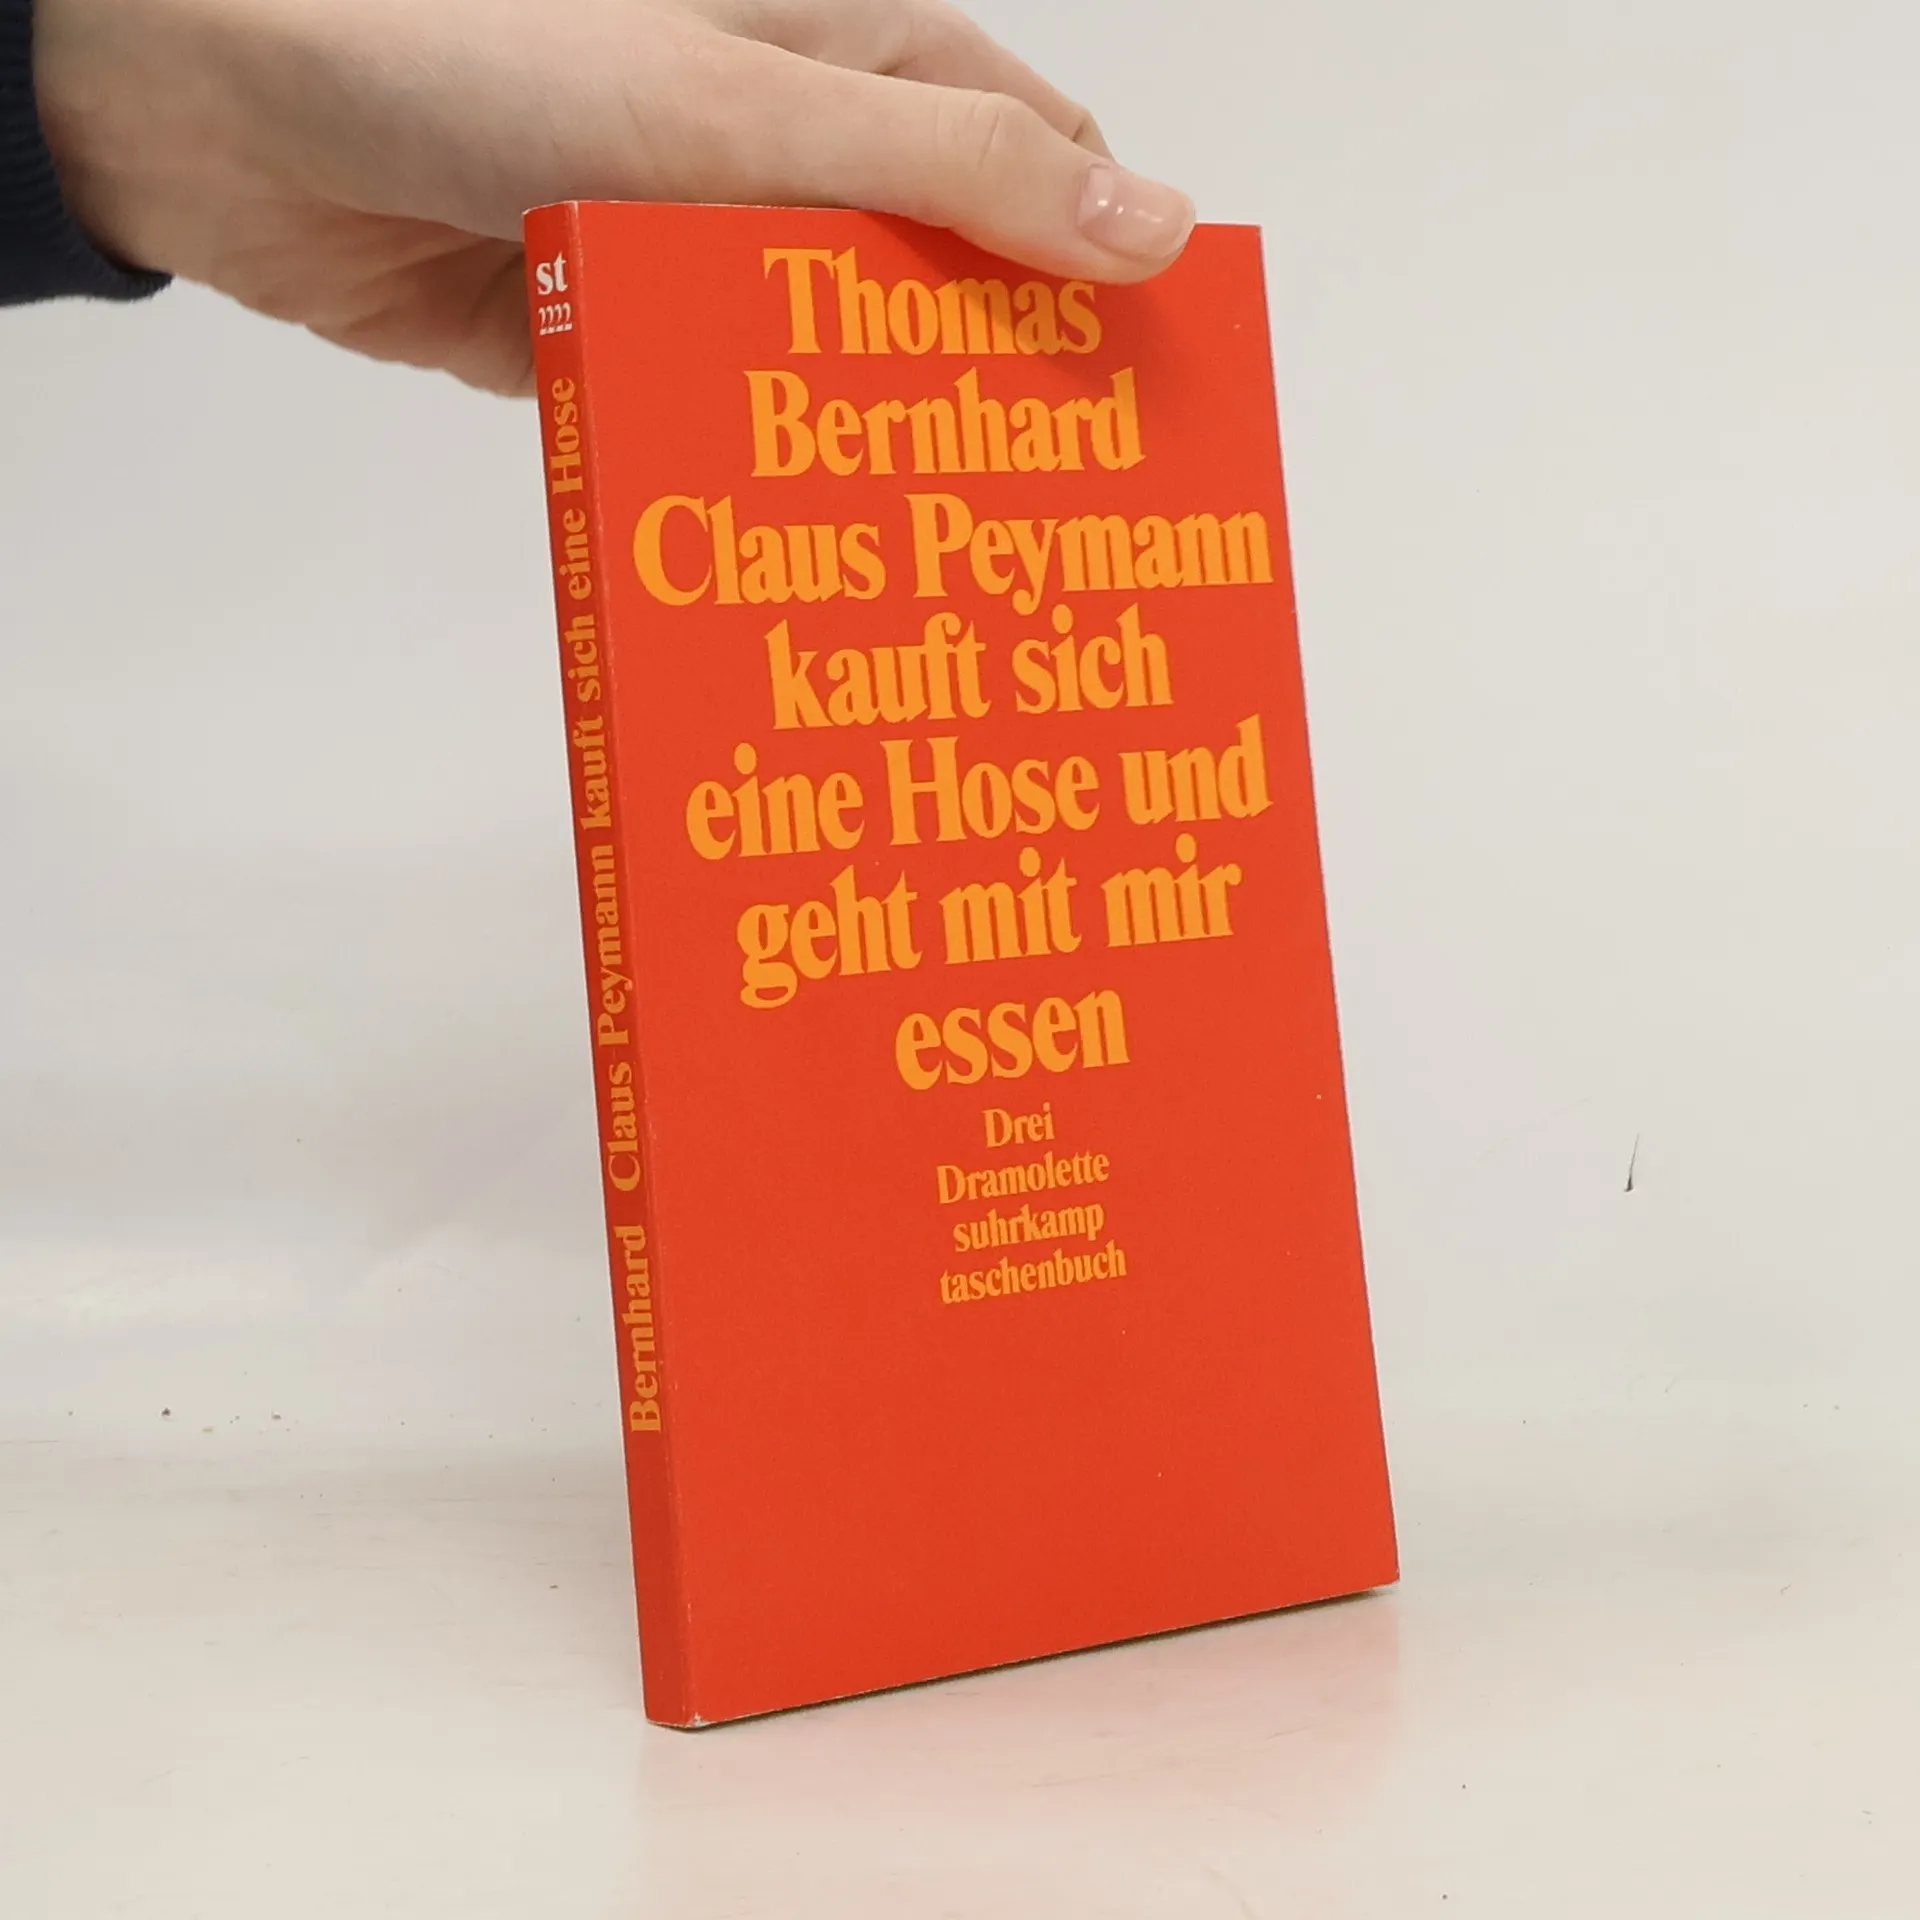 st
2222
Bernhard Claus Peymann kauft sich eine Hose
Thomas
Bernhard
Claus Peymann
kauft sich
eine Hose und
geht mit mir
essen
Drei
Dramolette
suhrkamp
taschenbuch